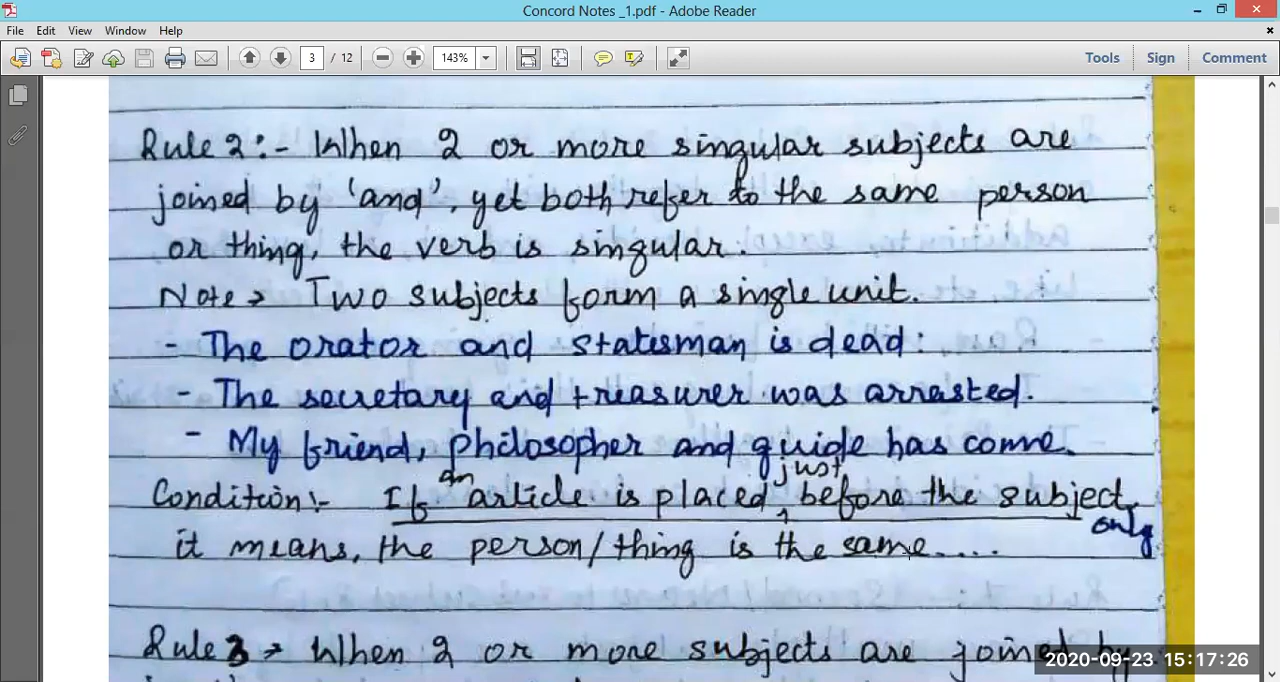 Concord Notes _1.pdf - Adobe Reader
File Edit View Window Help
3 / 12 143% Tools Sign Comment
Rule 2:- When 2 or more singular subjects are
joined by 'and', yet both refer to the same person
or thing, the verb is singular.
Note > Two subjects form a single unit.
- The orator and statesman is dead:
- The secretary and treasurer was arrested.
- My friend, philosopher and guide has come.
Condition:- If an article is placed just before the subject only
it means, the person/thing is the same....
Rule 3 > When 2 or more subjects are joined by
2020-09-23 15:17:26